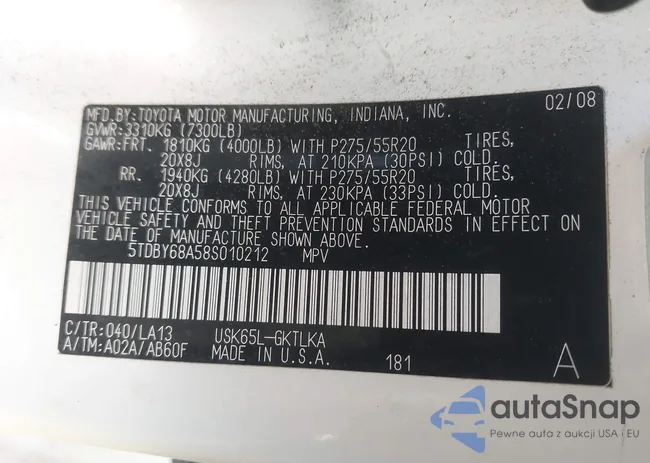 MFD.BY:TOYOTA MOTOR MANUFACTURING, INDIANA, INC. 02/08
GVWR:3310KG (7300LB)
GAWR:FRT. 1810KG (4000LB) WITH P275/55R20 TIRES,
20X8J RIMS, AT 210KPA (30PSI) COLD.
RR. 1940KG (4280LB) WITH P275/55R20 TIRES,
20X8J RIMS, AT 230KPA (33PSI) COLD.
THIS VEHICLE CONFORMS TO ALL APPLICABLE FEDERAL MOTOR
VEHICLE SAFETY AND THEFT PREVENTION STANDARDS IN EFFECT ON
THE DATE OF MANUFACTURE SHOWN ABOVE.
5TDBY68A58S010212 MPV
C/TR:040/LA13 USK65L-GKTLKA
A/TM:A02A/AB60F MADE IN U.S.A. 181 A
autaSnap
Pewne auta z aukcji USA i EU